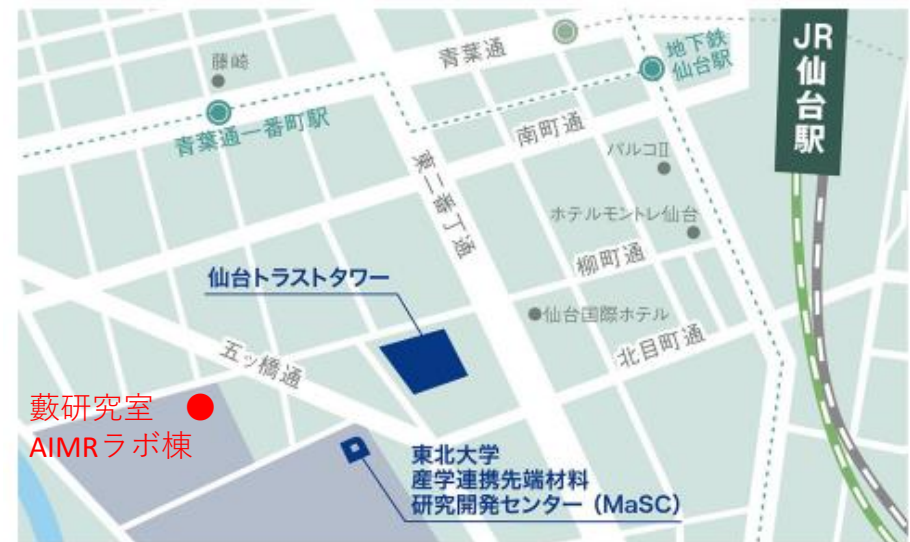 JR仙台駅
地下鉄
仙台駅
青葉通
藤崎
青葉通一番町駅
南町通
パルコⅡ
東二番丁通
ホテルモントレ仙台
柳町通
仙台トラストタワー
仙台国際ホテル
北目町通
五ッ橋通
藪研究室
AIMRラボ棟
東北大学
産学連携先端材料
研究開発センター（MaSC）